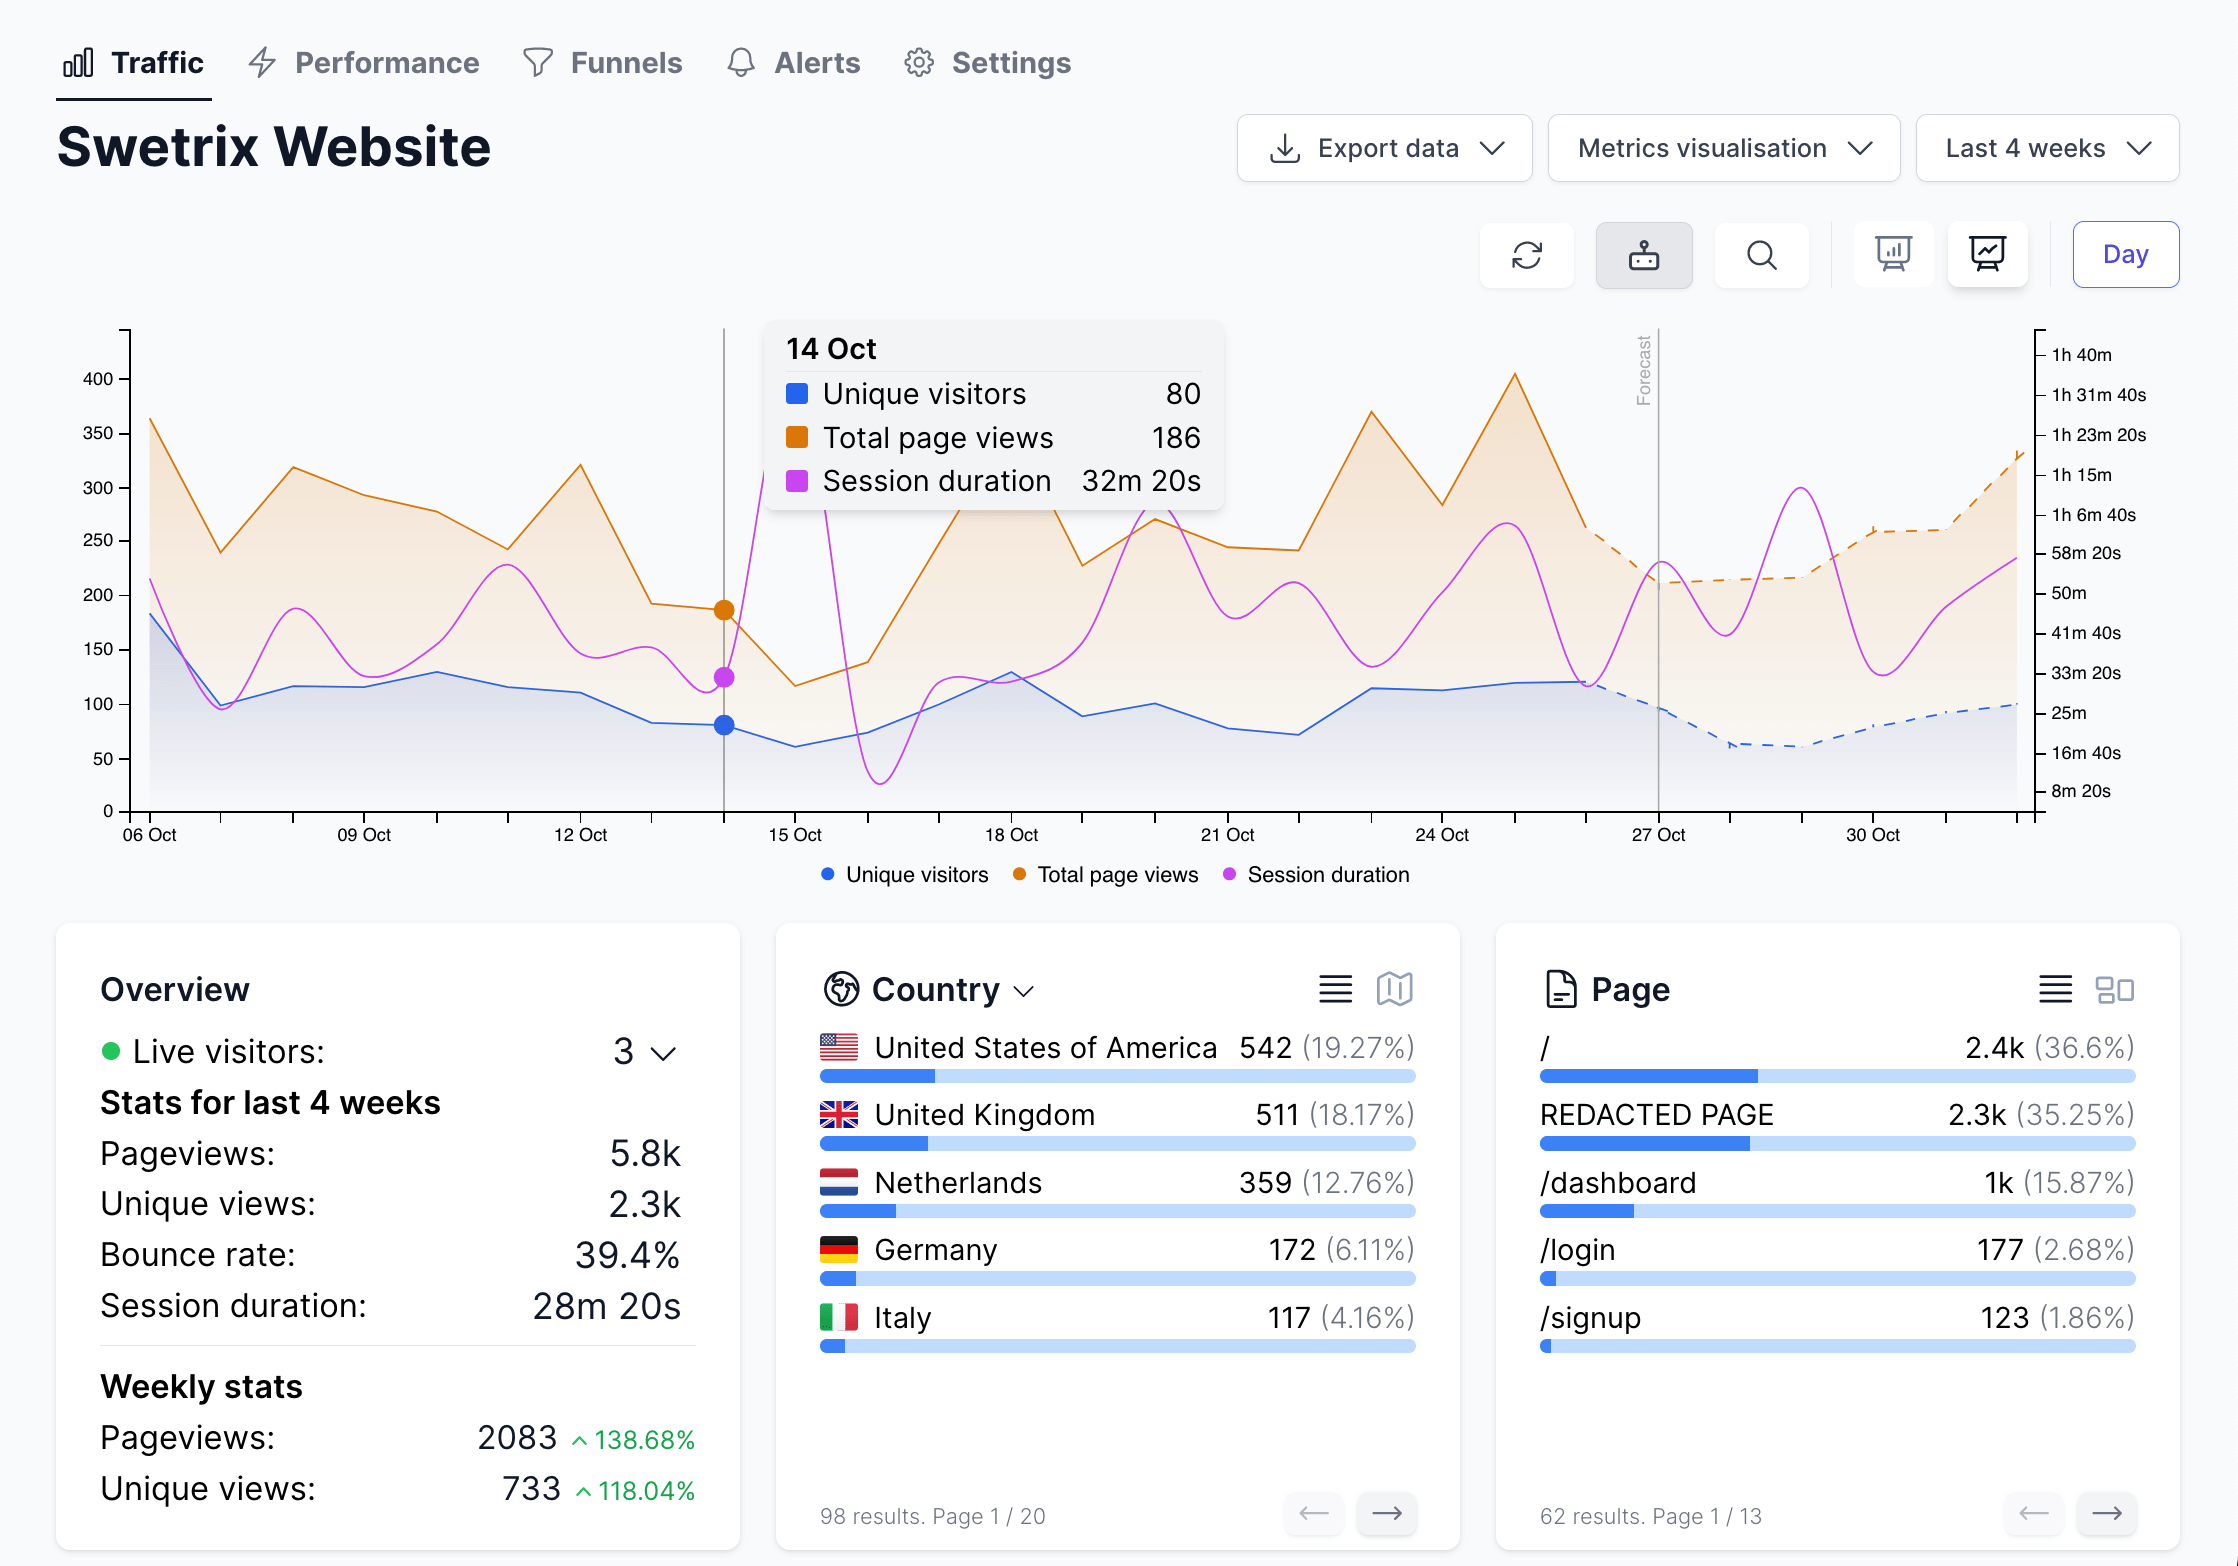 Traffic Performance Funnels Alerts Settings
Swetrix Website
Export data Metrics visualisation Last 4 weeks
Day
14 Oct
Unique visitors 80
Total page views 186
Session duration 32m 20s
Forecast
400
350
300
250
200
150
100
50
0
1h 40m
1h 31m 40s
1h 23m 20s
1h 15m
1h 6m 40s
58m 20s
50m
41m 40s
33m 20s
25m
16m 40s
8m 20s
06 Oct 09 Oct 12 Oct 15 Oct 18 Oct 21 Oct 24 Oct 27 Oct 30 Oct
Unique visitors Total page views Session duration
Overview
Live visitors: 3
Stats for last 4 weeks
Pageviews: 5.8k
Unique views: 2.3k
Bounce rate: 39.4%
Session duration: 28m 20s
Weekly stats
Pageviews: 2083 138.68%
Unique views: 733 118.04%
Country
United States of America 542 (19.27%)
United Kingdom 511 (18.17%)
Netherlands 359 (12.76%)
Germany 172 (6.11%)
Italy 117 (4.16%)
98 results. Page 1 / 20
Page
/ 2.4k (36.6%)
REDACTED PAGE 2.3k (35.25%)
/dashboard 1k (15.87%)
/login 177 (2.68%)
/signup 123 (1.86%)
62 results. Page 1 / 13